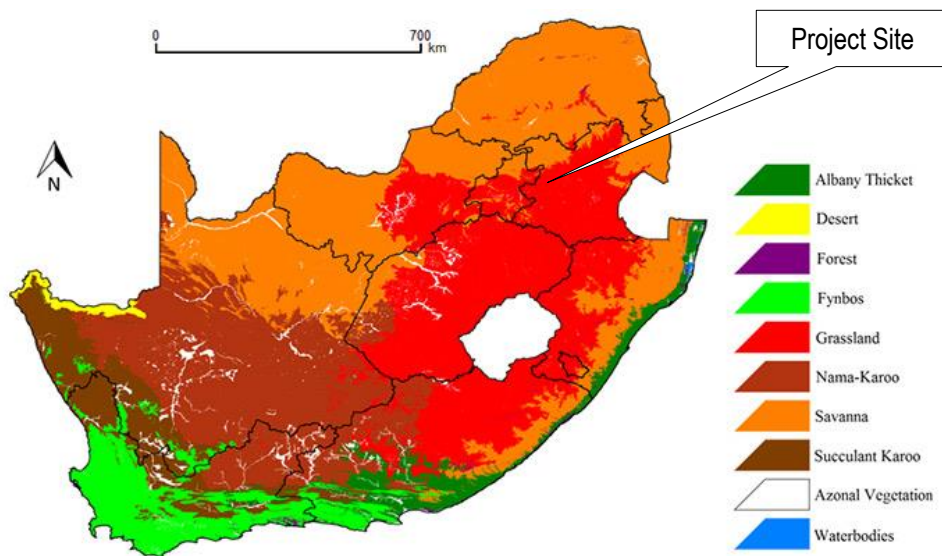 0 700
km
Project Site
N
Albany Thicket
Desert
Forest
Fynbos
Grassland
Nama-Karoo
Savanna
Succulant Karoo
Azonal Vegetation
Waterbodies